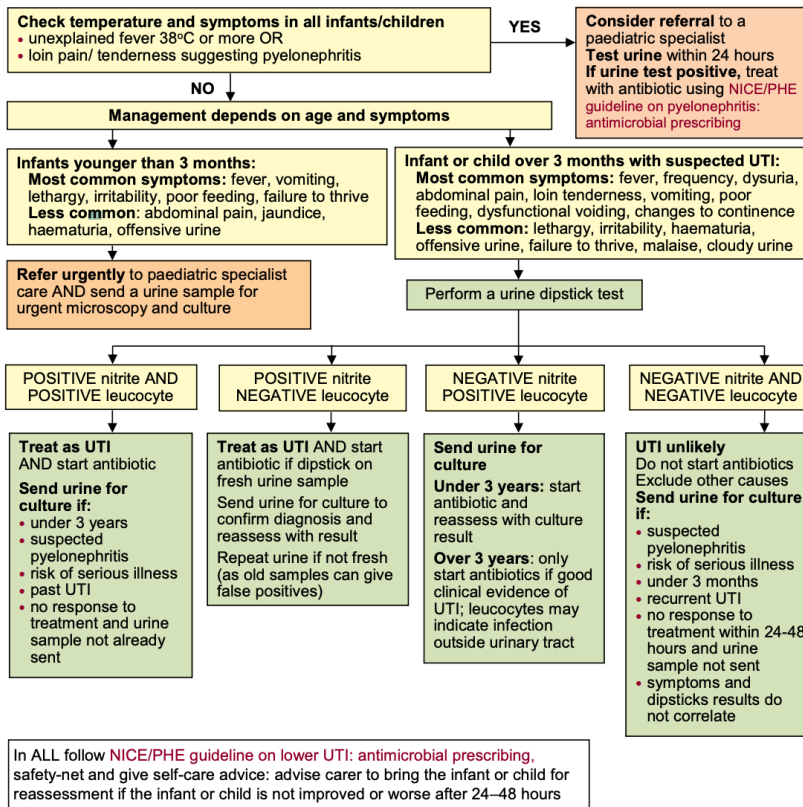 Check temperature and symptoms in all infants/children
• unexplained fever 38ºC or more OR
• loin pain/ tenderness suggesting pyelonephritis
YES
Consider referral to a
paediatric specialist
Test urine within 24 hours
If urine test positive, treat
with antibiotic using NICE/PHE
guideline on pyelonephritis:
antimicrobial prescribing
NO
Management depends on age and symptoms
Infants younger than 3 months:
Most common symptoms: fever, vomiting,
lethargy, irritability, poor feeding, failure to thrive
Less common: abdominal pain, jaundice,
haematuria, offensive urine
Refer urgently to paediatric specialist
care AND send a urine sample for
urgent microscopy and culture
Infant or child over 3 months with suspected UTI:
Most common symptoms: fever, frequency, dysuria,
abdominal pain, loin tenderness, vomiting, poor
feeding, dysfunctional voiding, changes to continence
Less common: lethargy, irritability, haematuria,
offensive urine, failure to thrive, malaise, cloudy urine
Perform a urine dipstick test
POSITIVE nitrite AND
POSITIVE leucocyte
Treat as UTI
AND start antibiotic
Send urine for
culture if:
• under 3 years
• suspected
pyelonephritis
• risk of serious illness
• past UTI
• no response to
treatment and urine
sample not already
sent
POSITIVE nitrite
NEGATIVE leucocyte
Treat as UTI AND start
antibiotic if dipstick on
fresh urine sample
Send urine for culture to
confirm diagnosis and
reassess with result
Repeat urine if not fresh
(as old samples can give
false positives)
NEGATIVE nitrite
POSITIVE leucocyte
Send urine for
culture
Under 3 years: start
antibiotic and
reassess with culture
result
Over 3 years: only
start antibiotics if good
clinical evidence of
UTI; leucocytes may
indicate infection
outside urinary tract
NEGATIVE nitrite AND
NEGATIVE leucocyte
UTI unlikely
Do not start antibiotics
Exclude other causes
Send urine for culture
if:
• suspected
pyelonephritis
• risk of serious illness
• under 3 months
• recurrent UTI
• no response to
treatment within 24-48
hours and urine
sample not sent
• symptoms and
dipsticks results do
not correlate
In ALL follow NICE/PHE guideline on lower UTI: antimicrobial prescribing,
safety-net and give self-care advice: advise carer to bring the infant or child for
reassessment if the infant or child is not improved or worse after 24–48 hours